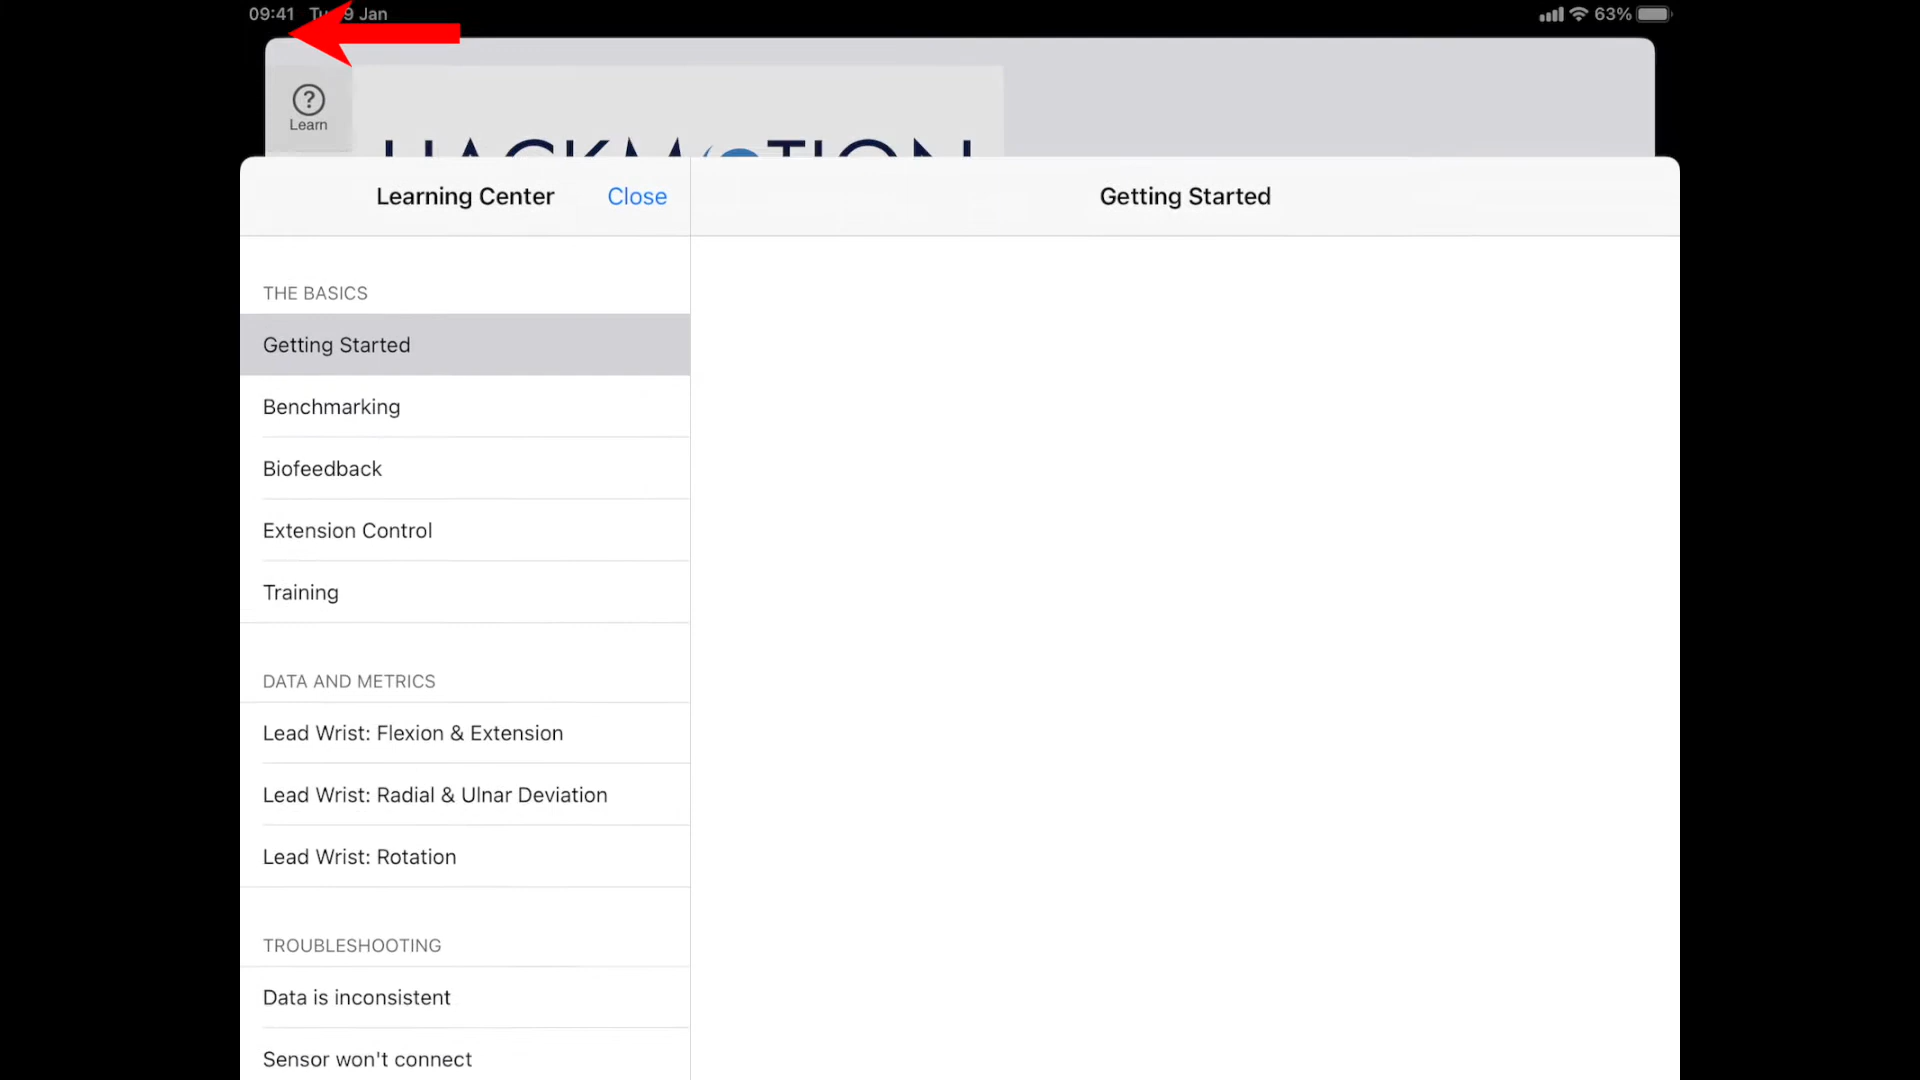 09:41 Tu 9 Jan
63%
Learn
HACKMOTION
Learning Center
Close
Getting Started
THE BASICS
Getting Started
Benchmarking
Biofeedback
Extension Control
Training
DATA AND METRICS
Lead Wrist: Flexion & Extension
Lead Wrist: Radial & Ulnar Deviation
Lead Wrist: Rotation
TROUBLESHOOTING
Data is inconsistent
Sensor won't connect